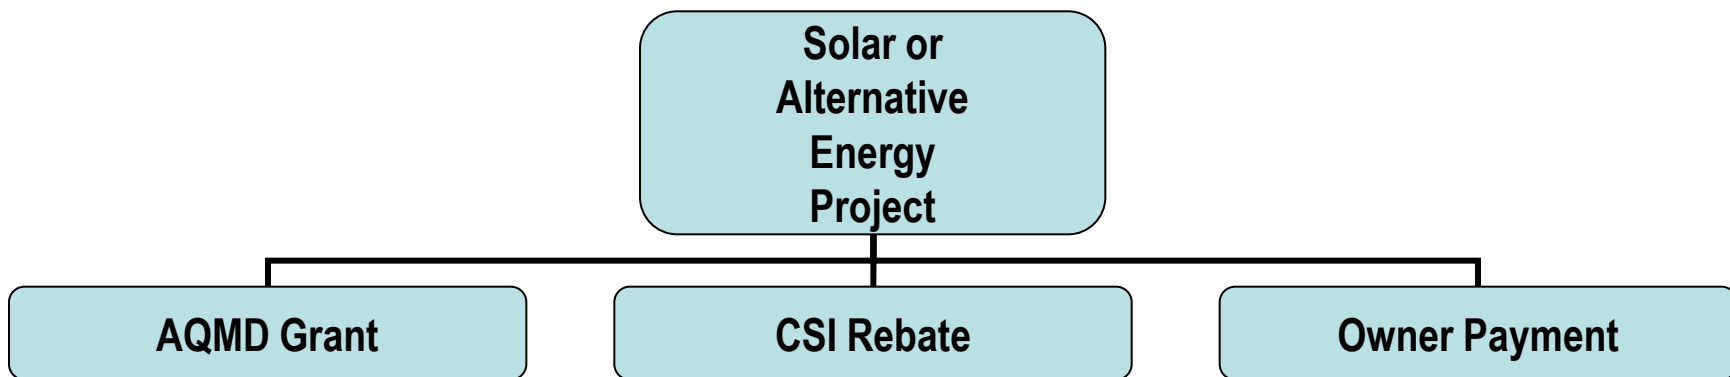 Solar or
Alternative
Energy
Project
AQMD Grant
CSI Rebate
Owner Payment